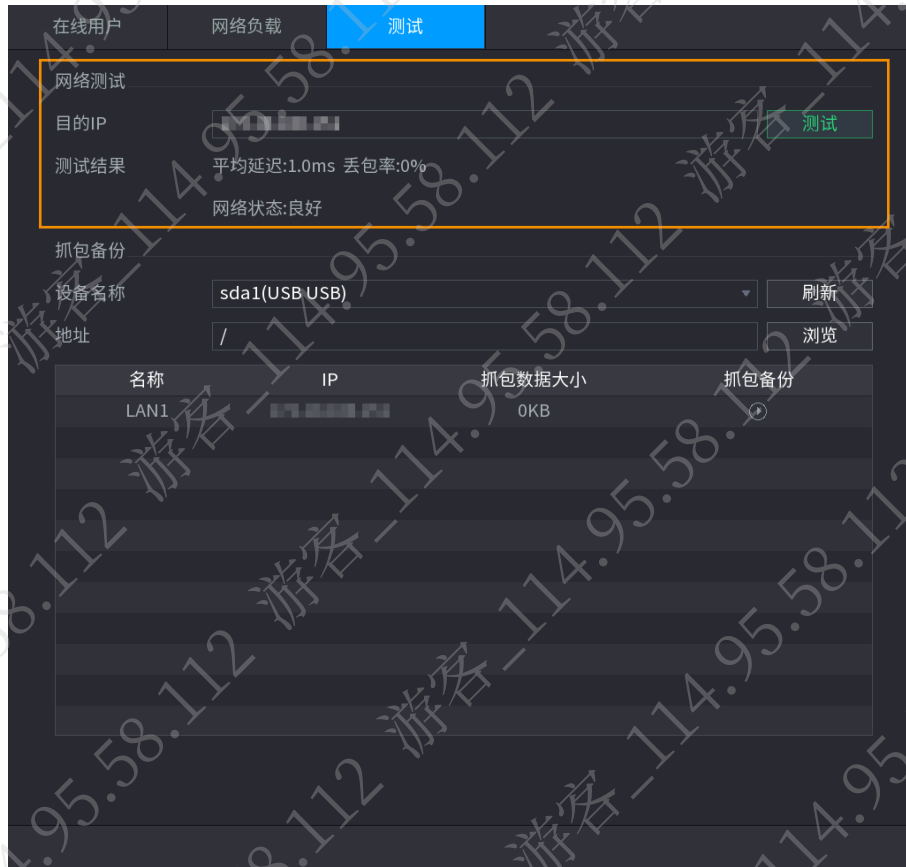 在线用户 网络负载 测试
网络测试
目的IP 测试
测试结果 平均延迟:1.0ms 丢包率:0%
网络状态:良好
抓包备份
设备名称 sda1(USB USB) 刷新
地址 / 浏览
名称 IP 抓包数据大小 抓包备份
LAN1 0KB
游客_114.95.58.112